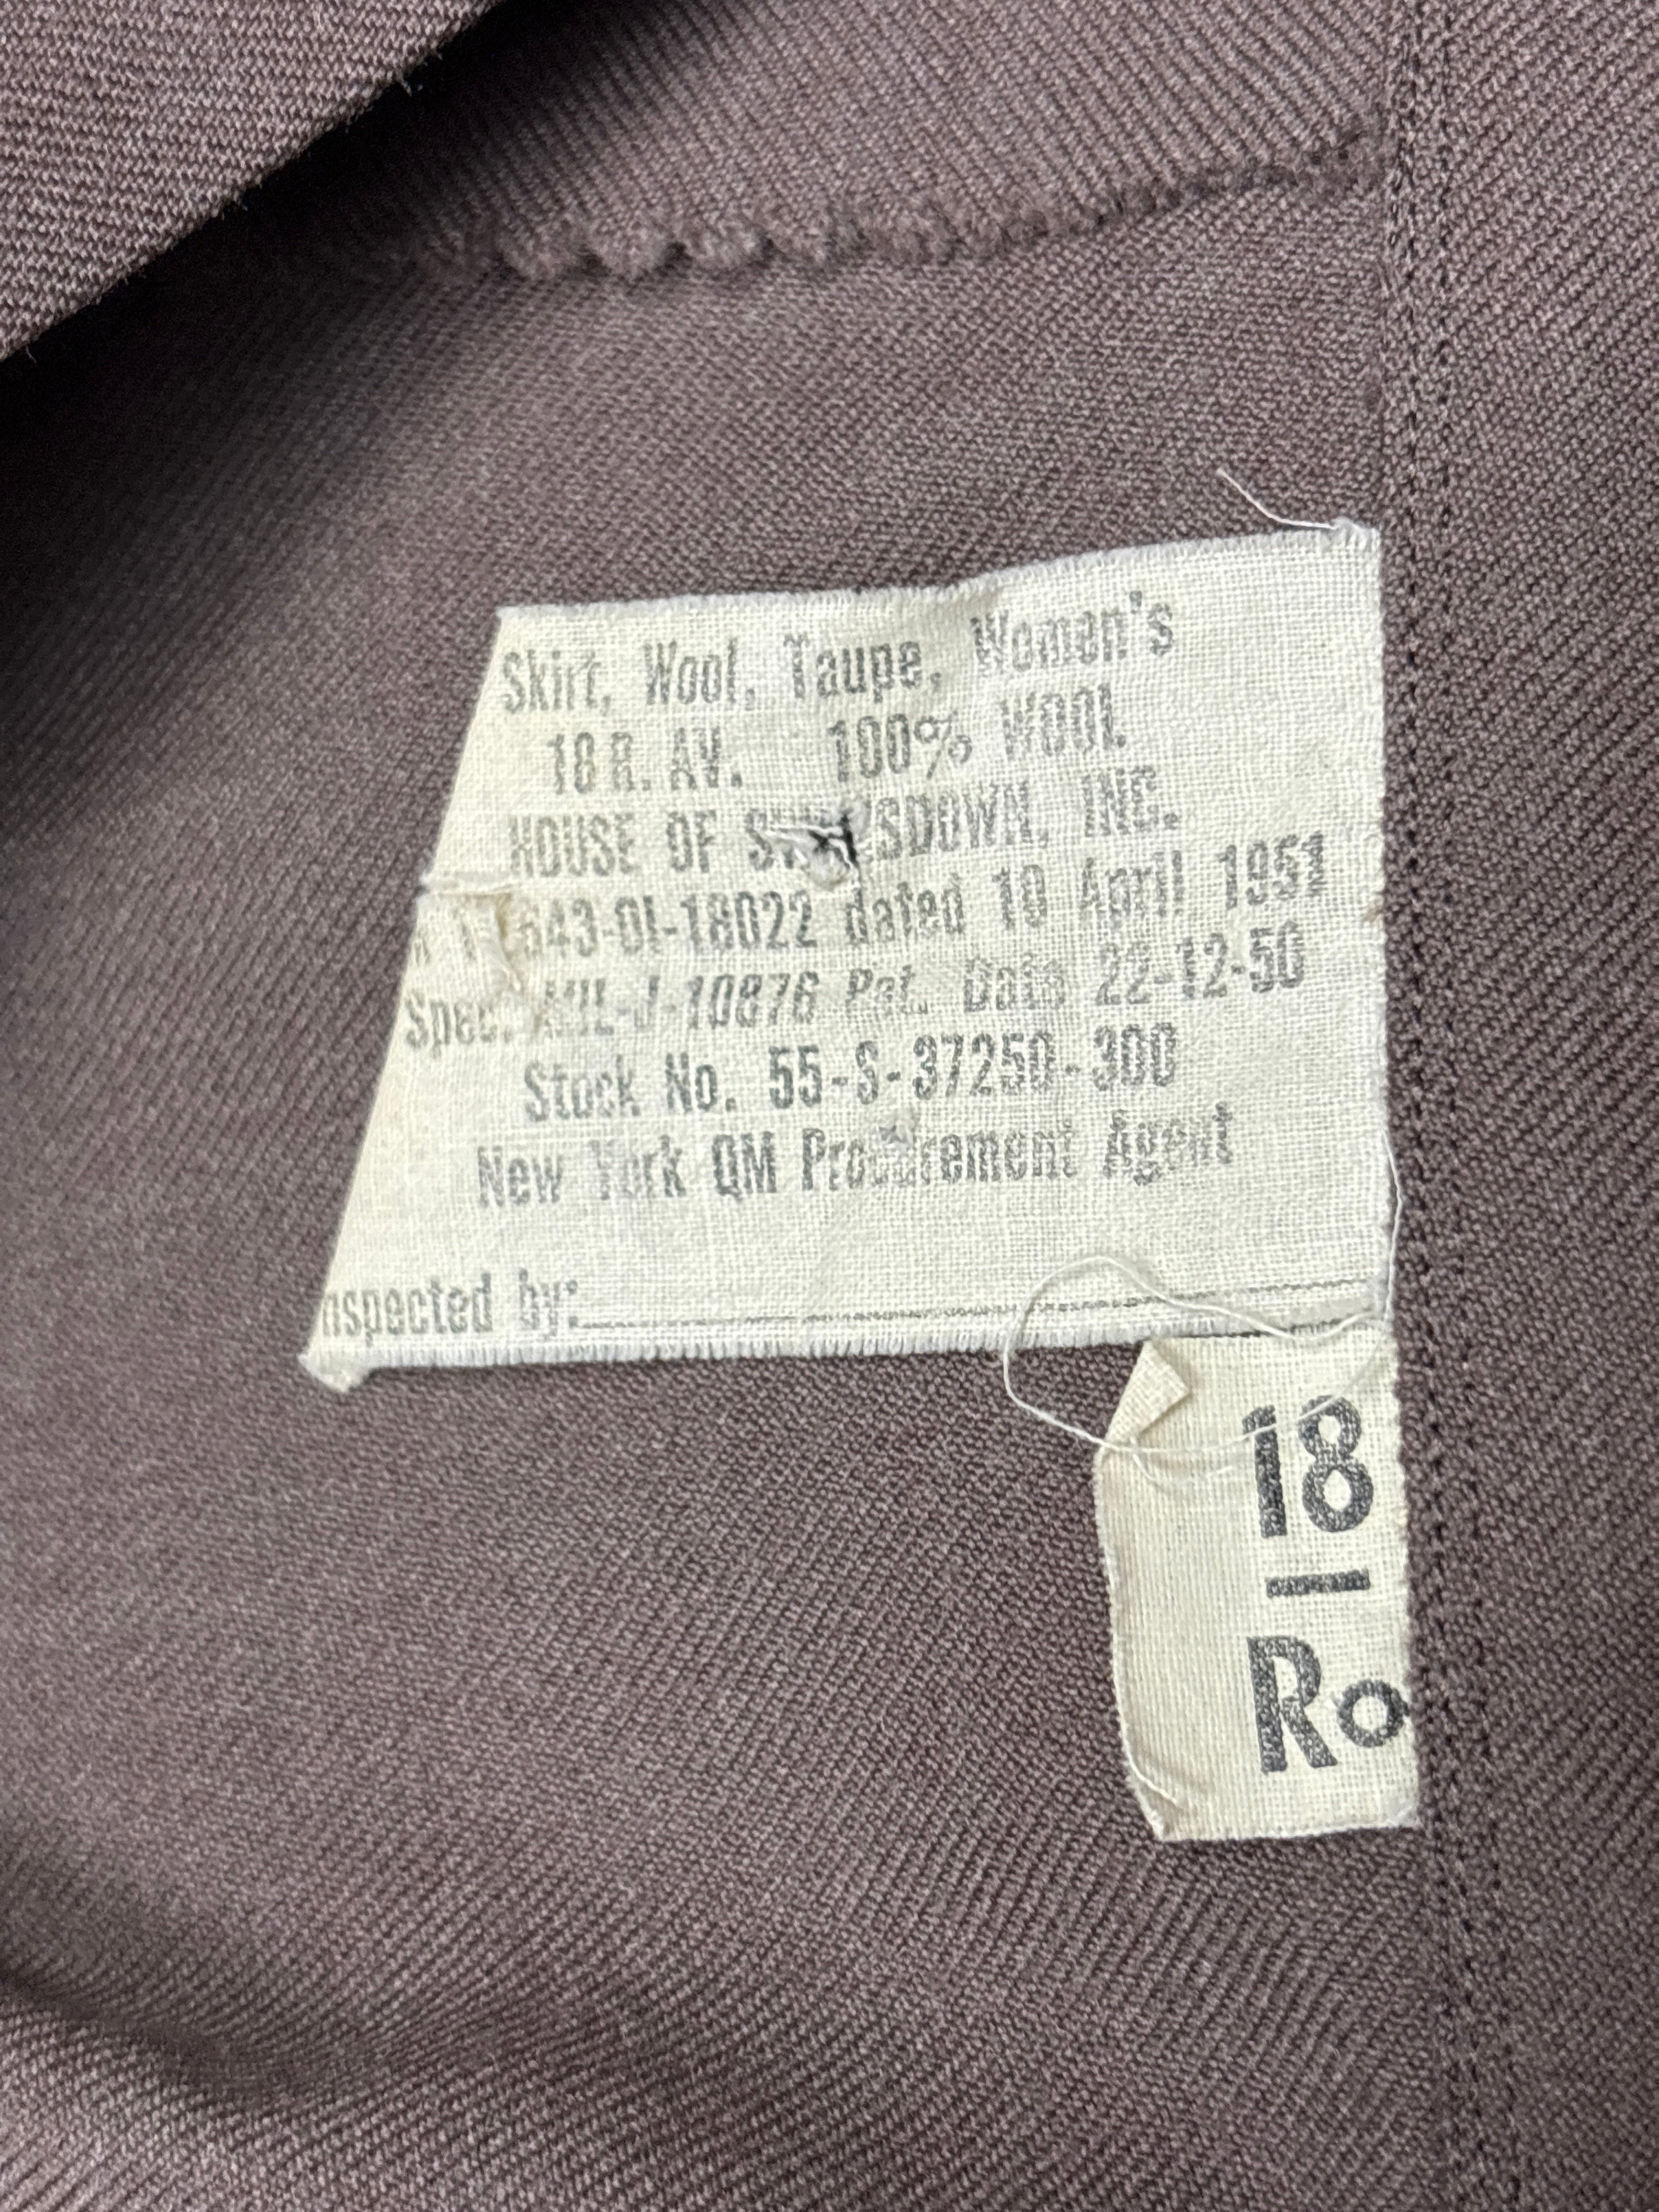 Skirt, Wool, Taupe, Women's
18 R. AV. 100% WOOL
HOUSE OF SDOWN, INC.
643-OI-18022 dated 10 April 1951
Spec. MIL-J-10876 Pat. Date 22-12-50
Stock No. 55-S-37250-300
New York QM Procurement Agent
nspected by:
18
—
Ro